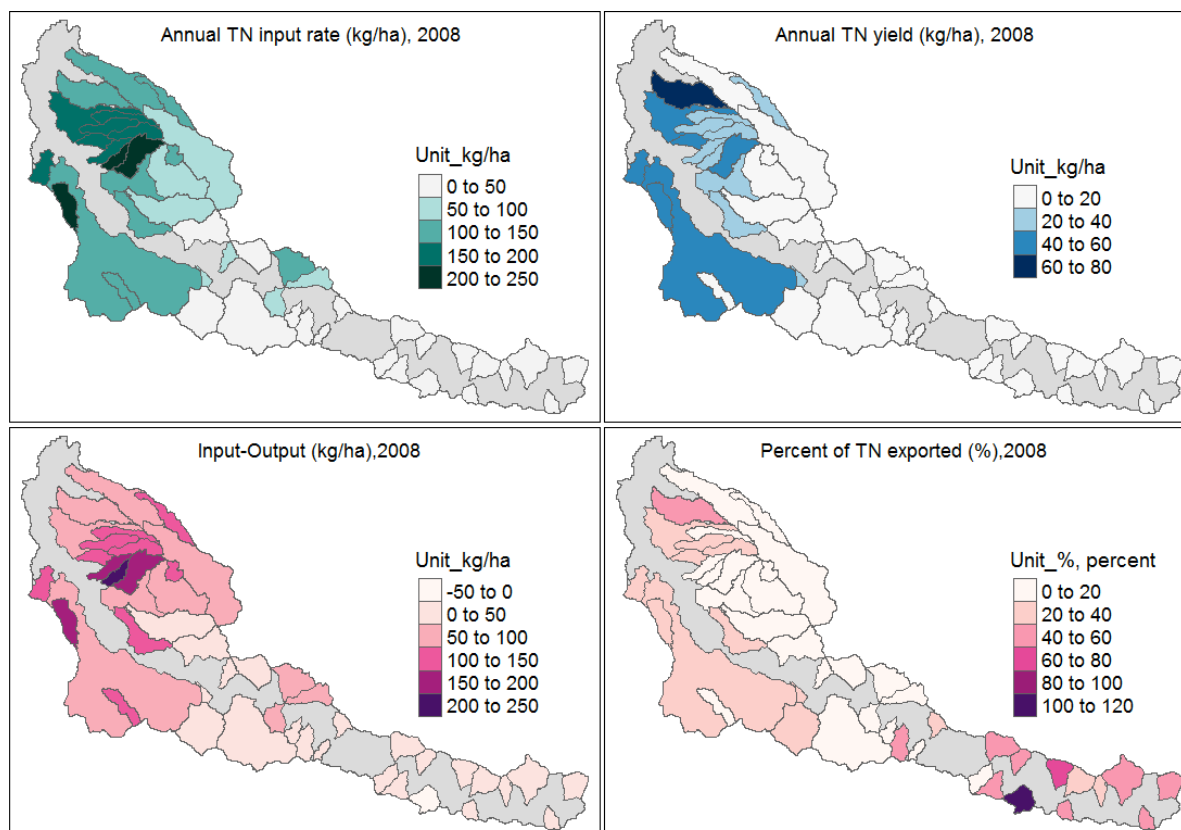 Annual TN input rate (kg/ha), 2008
Unit_kg/ha
0 to 50
50 to 100
100 to 150
150 to 200
200 to 250
Annual TN yield (kg/ha), 2008
Unit_kg/ha
0 to 20
20 to 40
40 to 60
60 to 80
Input-Output (kg/ha),2008
Unit_kg/ha
-50 to 0
0 to 50
50 to 100
100 to 150
150 to 200
200 to 250
Percent of TN exported (%),2008
Unit_%, percent
0 to 20
20 to 40
40 to 60
60 to 80
80 to 100
100 to 120